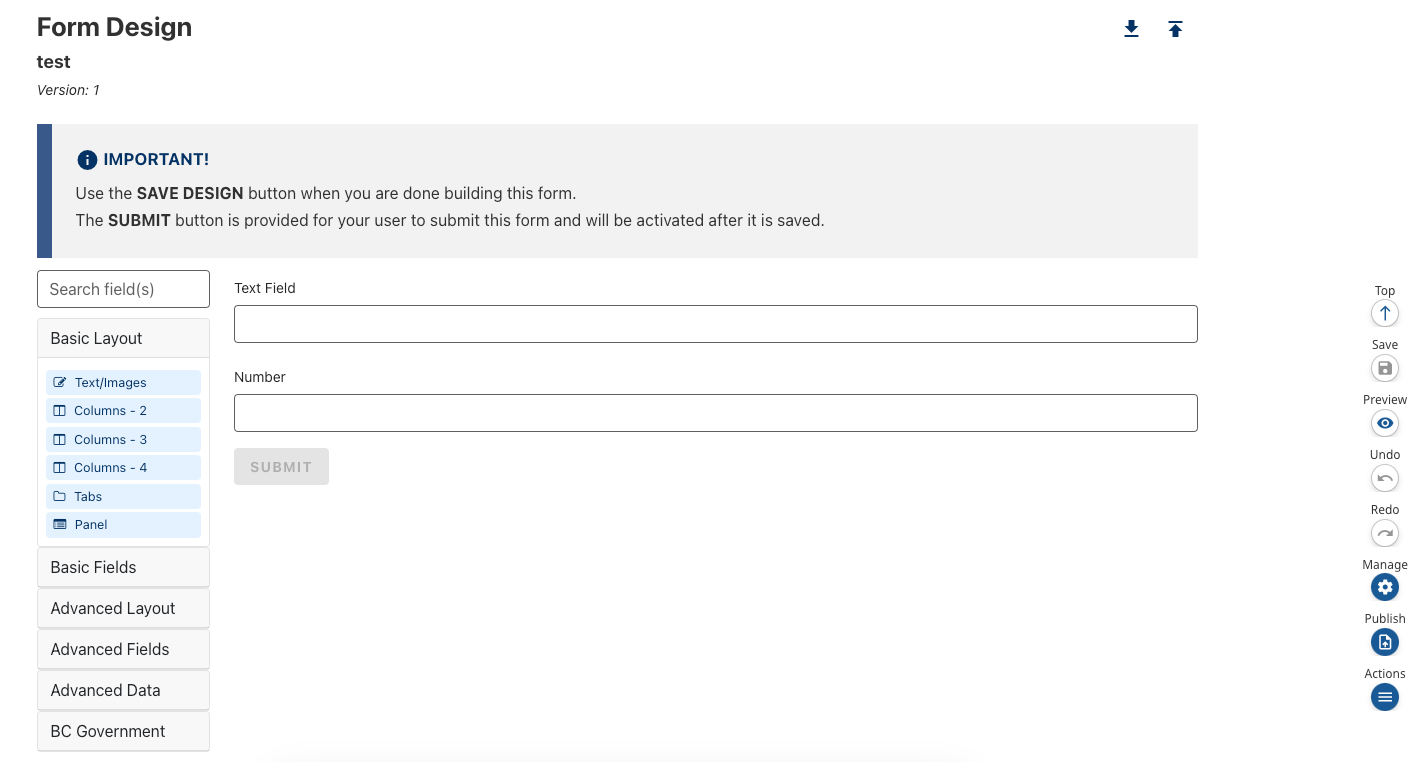 Form Design
test
Version: 1
IMPORTANT!
Use the SAVE DESIGN button when you are done building this form.
The SUBMIT button is provided for your user to submit this form and will be activated after it is saved.
Search field(s)
Basic Layout
Text/Images
Columns - 2
Columns - 3
Columns - 4
Tabs
Panel
Basic Fields
Advanced Layout
Advanced Fields
Advanced Data
BC Government
Text Field
Number
SUBMIT
Top
Save
Preview
Undo
Redo
Manage
Publish
Actions